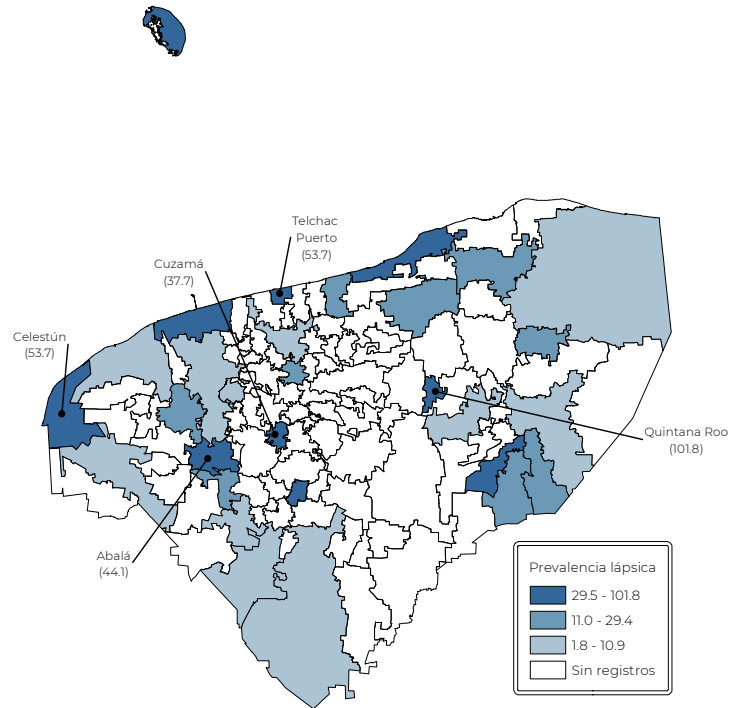 Telchac
Puerto
(53.7)
Cuzamá
(37.7)
Celestún
(53.7)
Quintana Roo
(101.8)
Abalá
(44.1)
Prevalencia lápsica
29.5 - 101.8
11.0 - 29.4
1.8 - 10.9
Sin registros